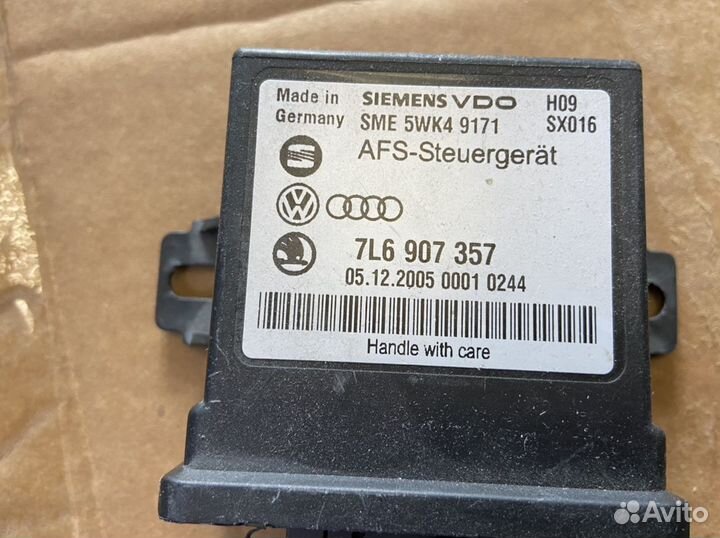 Made in SIEMENS VDO H09
Germany SME 5WK4 9171 SX016
AFS-Steuergerät
7L6 907 357
05.12.2005 0001 0244
Handle with care
Avito